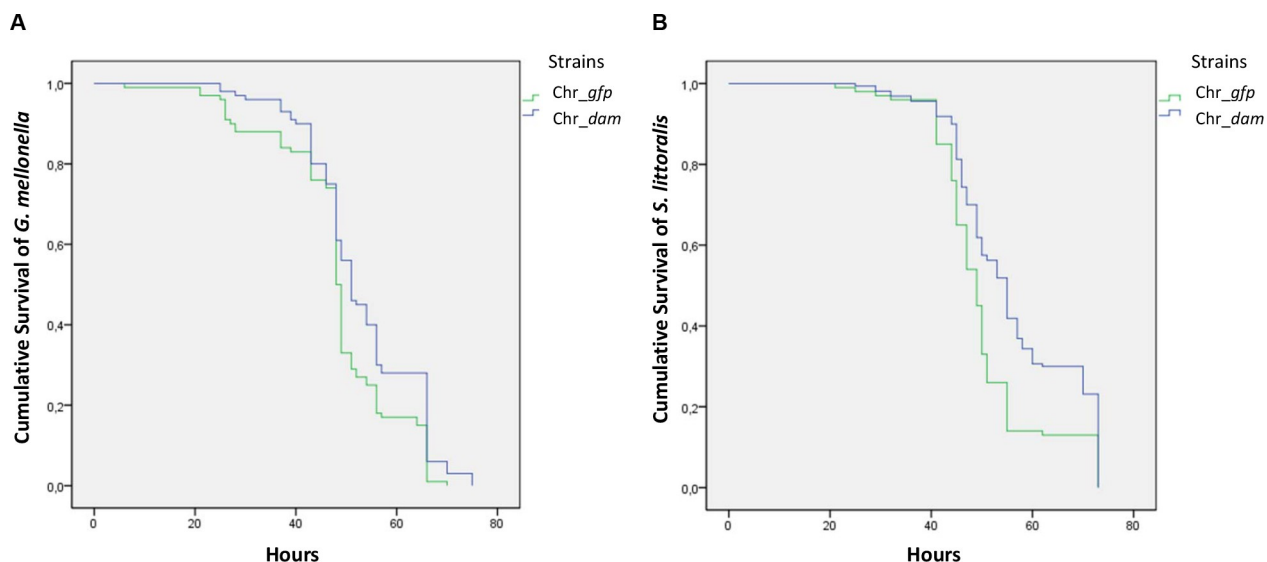 A
Cumulative Survival of G. mellonella
1,0
0,8
0,6
0,4
0,2
0,0
0 20 40 60 80
Hours
Strains
Chr_gfp
Chr_dam
B
Cumulative Survival of S. littoralis
1,0
0,8
0,6
0,4
0,2
0,0
0 20 40 60 80
Hours
Strains
Chr_gfp
Chr_dam